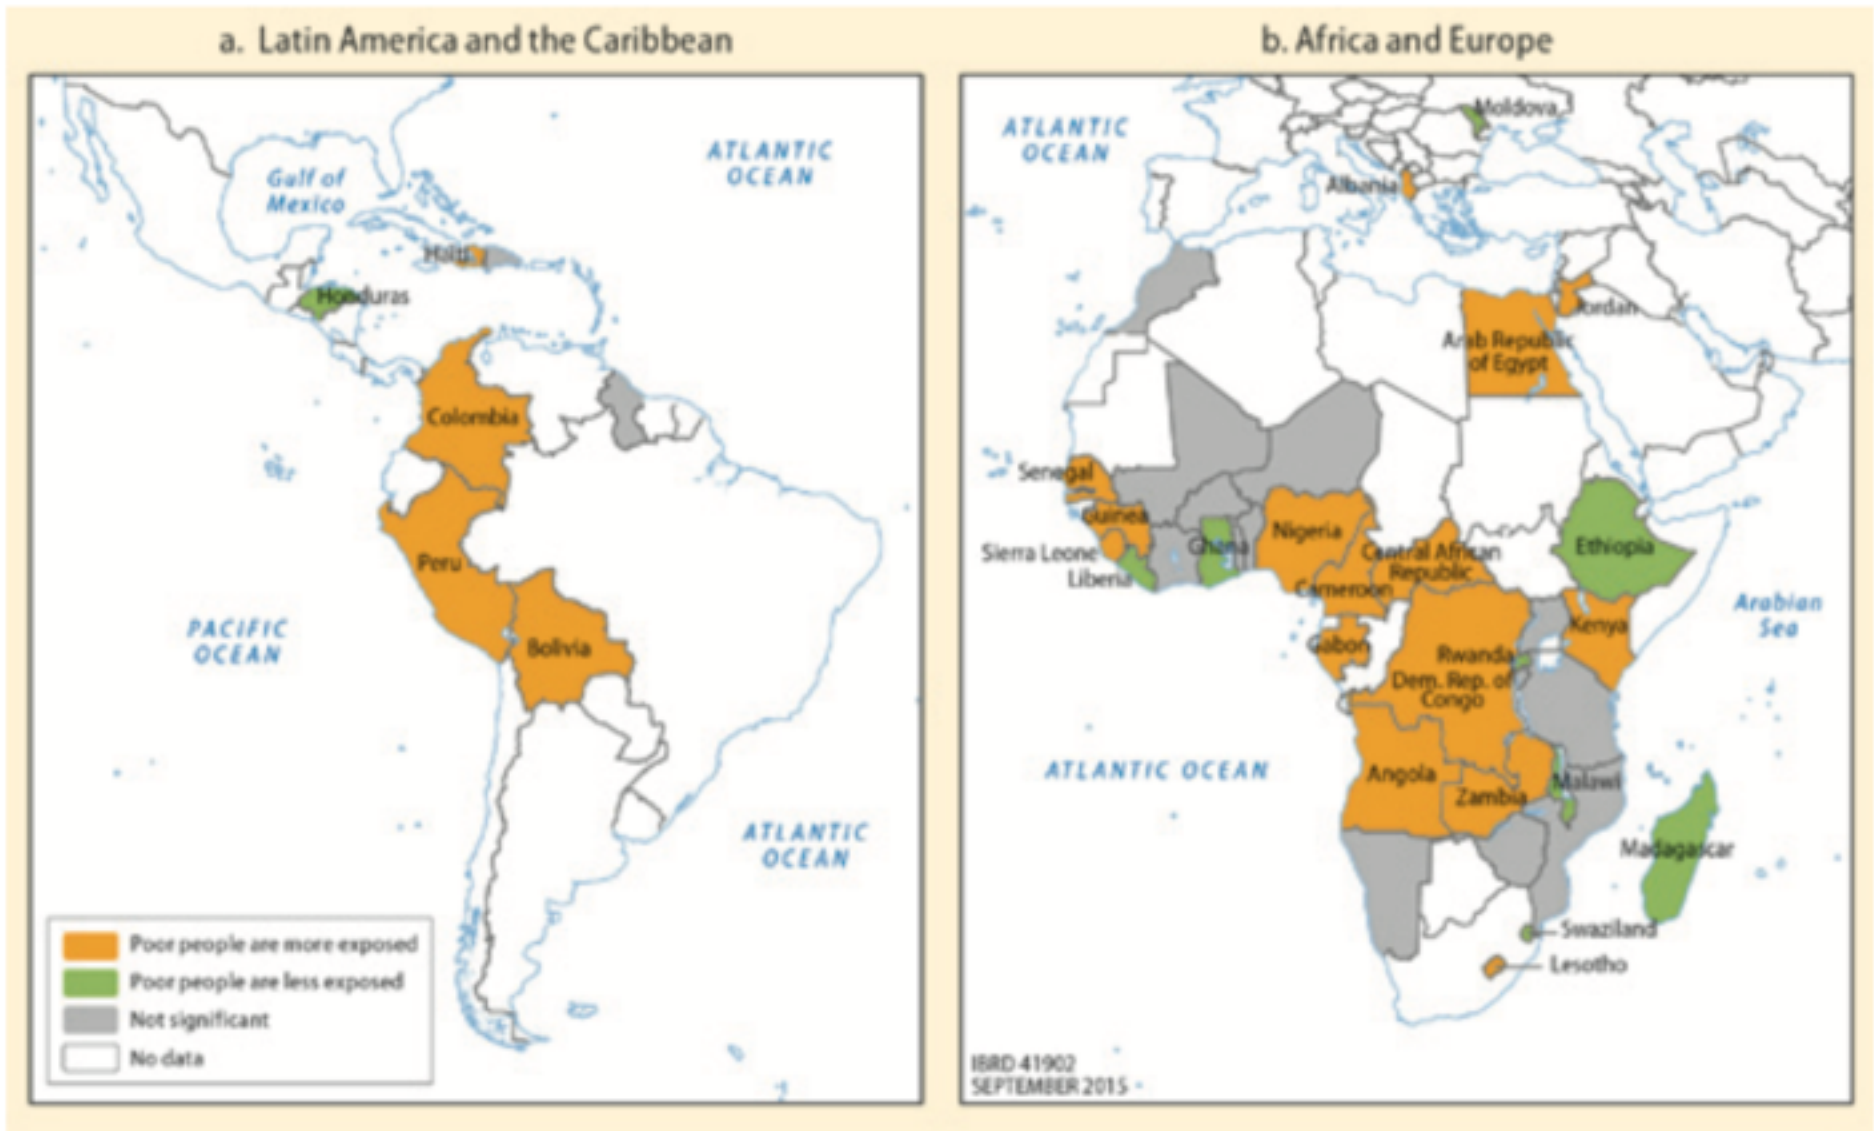 a. Latin America and the Caribbean
ATLANTIC
OCEAN
Gulf of
Mexico
Haiti
Honduras
Colombia
Peru
Bolivia
PACIFIC
OCEAN
ATLANTIC
OCEAN
Poor people are more exposed
Poor people are less exposed
Not significant
No data
b. Africa and Europe
ATLANTIC
OCEAN
Moldova
Albania
Jordan
Arab Republic
of Egypt
Senegal
Guinea
Sierra Leone
Liberia
Ghana
Nigeria
Central African
Republic
Cameroon
Ethiopia
Arabian
Sea
Gabon
Kenya
Rwanda
Dem. Rep. of
Congo
ATLANTIC OCEAN
Angola
Zambia
Malawi
Madagascar
Swaziland
Lesotho
IBRD 41902
SEPTEMBER 2015